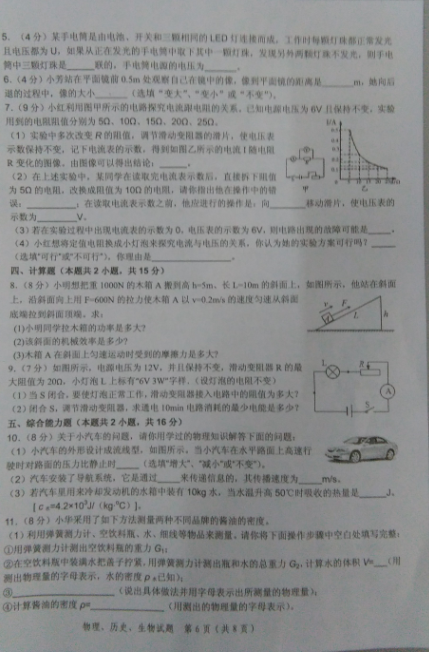 5、（4分）某手电筒是由电池、开关和三颗相同的LED灯连接而成，工作时每颗灯珠都正常发光
且电压都为U，如果从正在发光的手电筒中取下其中一颗灯珠，发现另外两颗灯珠不发光，则手电
筒中三颗灯珠是____联的，手电筒电源的电压为____。
6、（4分）小芳站在平面镜前0.5m处观察自己在镜中的像，像到平面镜的距离是____m，她向后
退的过程中，像的大小____（选填“变大”、“变小”或“不变”）。
7、（9分）小红利用图甲所示的电路探究电流跟电阻的关系。已知电源电压为6V且保持不变，实验
用到的电阻阻值分别为5Ω、10Ω、15Ω、20Ω、25Ω。
（1）实验中多次改变R的阻值，调节滑动变阻器的滑片，使电压表
示数保持不变，记下电流表的示数，得到如图乙所示的电流I随电阻
R变化的图像，由图像可以得出结论：____。
（2）在上述实验中，某同学在读取完电流表示数后，直接拆下阻值
为5Ω的电阻，改换成阻值为10Ω的电阻，请你指出他在操作中的错
误：____，在读取电流表示数之前，他应进行的操作是：向____移动滑片，使电压表的
示数为____V。
（3）若在实验过程中出现电流表的示数为0，电压表的示数为6V，则电路出现的故障可能是____。
（4）小红想将定值电阻换成小灯泡来探究电流与电压的关系，你认为她的实验方案可行吗？____
（选填“可行”或“不可行”），你理由是____。
四、计算题（本题共2小题，共15分）
8、（8分）小明想把重1000N的木箱A搬到高h=5m、长L=10m的斜面上，如图所示，他站在斜面
上，沿斜面向上用F=600N的拉力使木箱A以v=0.2m/s的速度匀速从斜面
底端拉到斜面顶端。求：
(1)小明同学拉木箱的功率是多大?
(2)该斜面的机械效率是多少?
(3)木箱A在斜面上匀速运动时受到的摩擦力是多大?
9、（7分）如图所示，电源电压为12V，并且保持不变，滑动变阻器R的最
大阻值为20Ω，小灯泡L上标有“6V 3W”字样.（设灯泡的电阻不变）
（1）当S闭合，要使灯泡正常工作，滑动变阻器接入电路中的阻值为多大？
（2）闭合S，调节滑动变阻器，求通电10min电路消耗的最少电能是多少？
五、综合能力题（本题共2题，共16分）
10、（8分）关于小汽车的问题，请你用学过的物理知识解答下面的问题：
（1）小汽车的外形设计成流线型，如图所示，当小汽车在水平路面上高速行
驶时对路面的压力比静止时____（选填“增大”、“减小”或“不变”）。
（2）汽车安装了导航系统，它是通过____来传递信息的，其传播速度为____m/s。
（3）若汽车里用来冷却发动机的水箱中装有10kg水，当水温升高50℃时吸收的热量是____J。
［c水=4.2×10³J/（kg·℃）］。
11、（8分）小华采用了如下方法测量两种不同品牌的酱油的密度。
（1）利用弹簧测力计、空饮料瓶、水、细线等物品来测量。请你将下面操作步骤中空白处填写完整：
①用弹簧测力计测出空饮料瓶的重力G₁；
②在空饮料瓶中装满水把盖子拧紧，用弹簧测力计测出瓶和水的总重力G₂，计算水的体积V=____（用
测出物理量的字母表示，水的密度ρ水已知）；
③____（说出具体做法并用字母表示出所测量的物理量）；
④计算酱油的密度ρ=____（用测出的物理量的字母表示）。
物理、历史、生物试题 第6页（共8页）